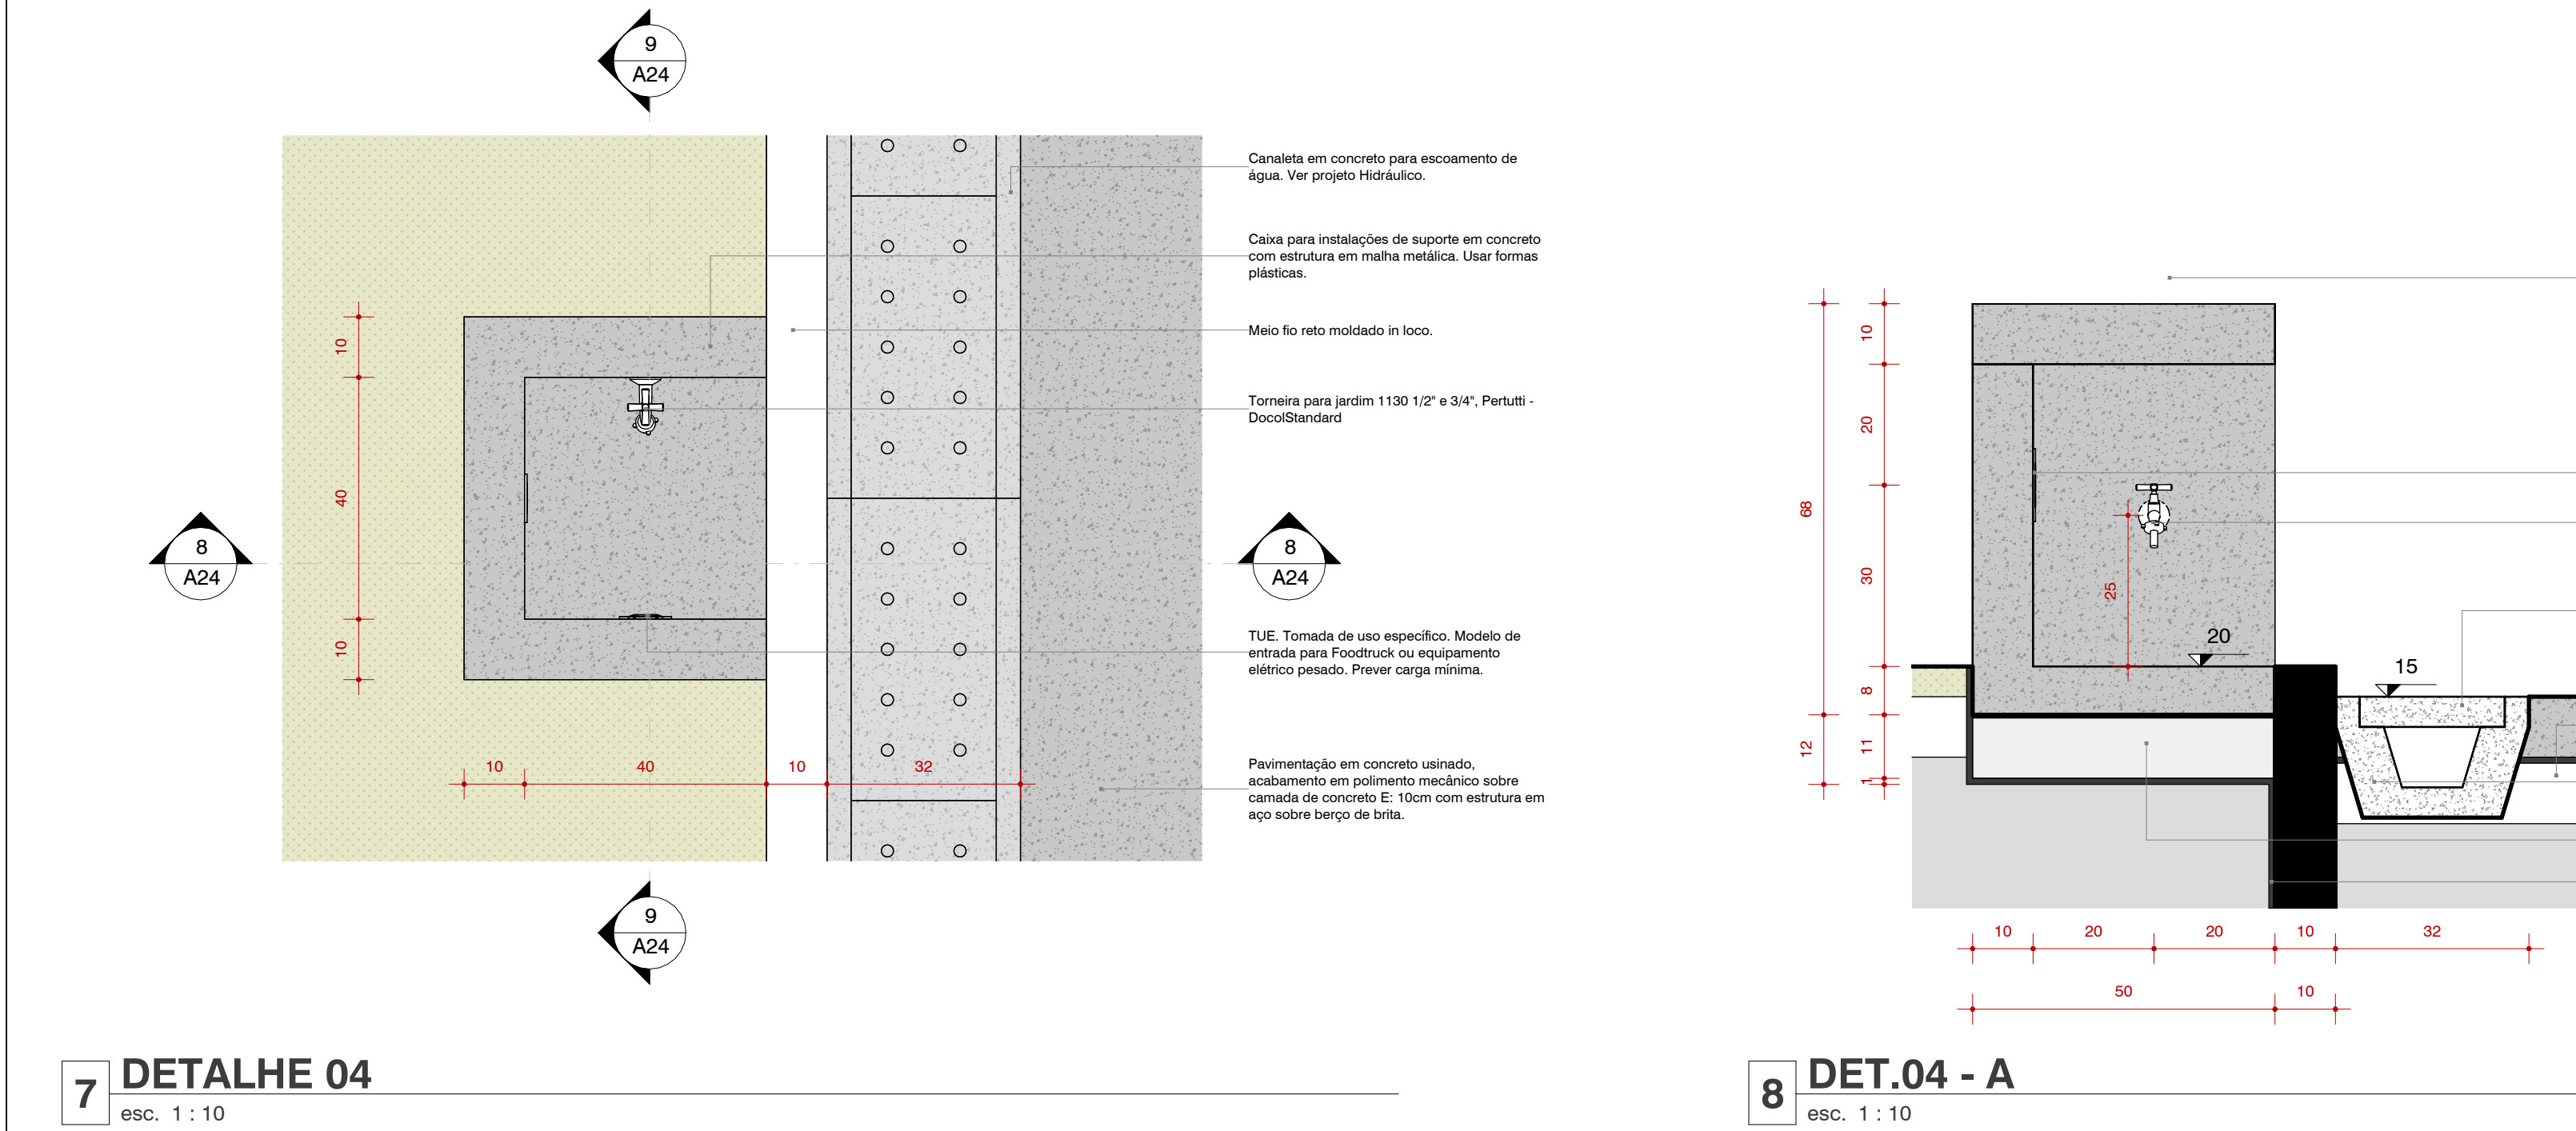 9
A24
Canaleta em concreto para escoamento de
água. Ver projeto Hidráulico.
Caixa para instalações de suporte em concreto
com estrutura em malha metálica. Usar formas
plásticas.
Meio fio reto moldado in loco.
Torneira para jardim 1130 1/2" e 3/4", Pertutti -
DocolStandard
8
A24
8
A24
TUE. Tomada de uso específico. Modelo de
entrada para Foodtruck ou equipamento
elétrico pesado. Prever carga mínima.
Pavimentação em concreto usinado,
acabamento em polimento mecânico sobre
camada de concreto E: 10cm com estrutura em
aço sobre berço de brita.
10
40
10
10
40
10
32
9
A24
7
DETALHE 04
esc. 1 : 10
68
12
10
20
30
8
11
1
25
20
15
10
20
20
10
32
50
10
8
DET.04 - A
esc. 1 : 10